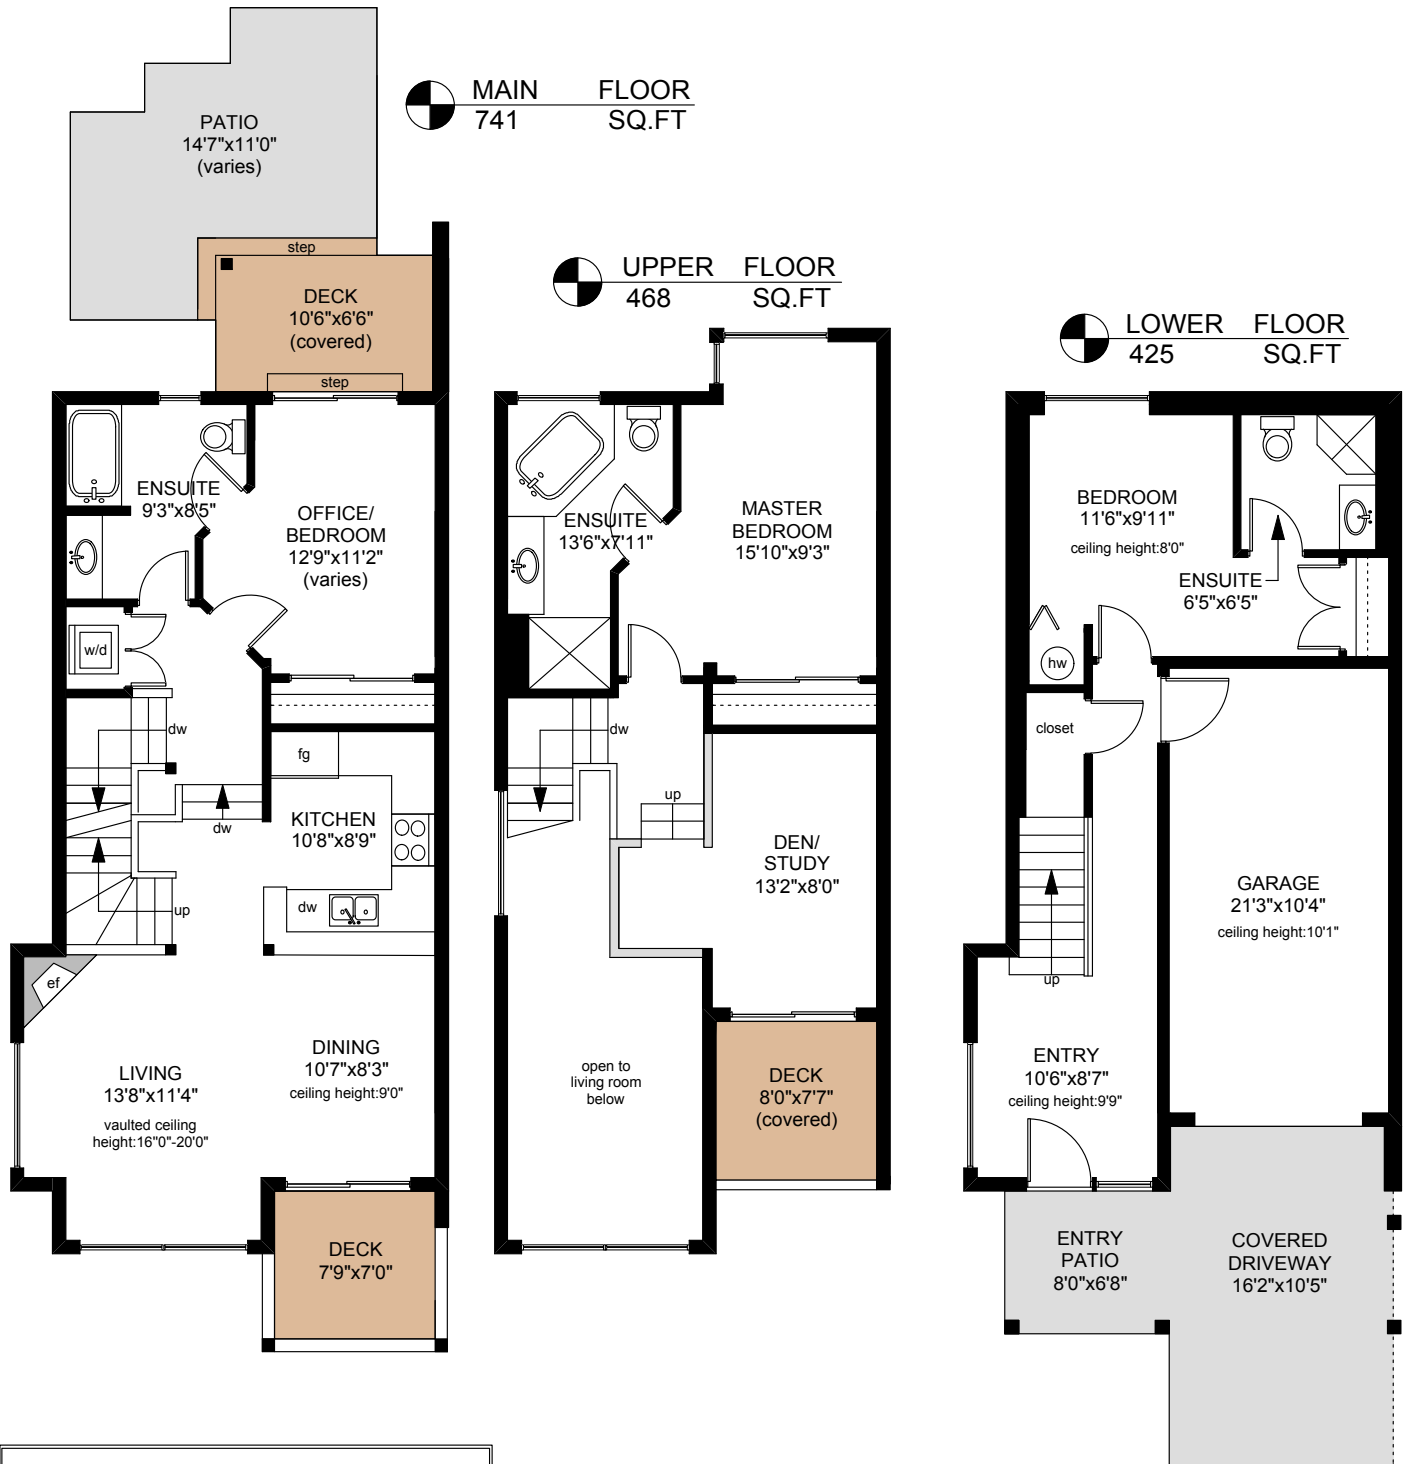 MAIN FLOOR
741 SQ.FT
PATIO
14'7"x11'0"
(varies)
step
DECK
10'6"x6'6"
(covered)
step
ENSUITE
9'3"x8'5"
OFFICE/
BEDROOM
12'9"x11'2"
(varies)
w/d
dw
fg
KITCHEN
10'8"x8'9"
dw
dw
up
ef
LIVING
13'8"x11'4"
vaulted ceiling
height:16"0"-20'0"
DINING
10'7"x8'3"
ceiling height:9'0"
DECK
7'9"x7'0"
UPPER FLOOR
468 SQ.FT
ENSUITE
13'6"x7'11"
MASTER
BEDROOM
15'10"x9'3"
dw
up
DEN/
STUDY
13'2"x8'0"
open to
living room
below
DECK
8'0"x7'7"
(covered)
LOWER FLOOR
425 SQ.FT
BEDROOM
11'6"x9'11"
ceiling height:8'0"
ENSUITE
6'5"x6'5"
hw
closet
up
GARAGE
21'3"x10'4"
ceiling height:10'1"
ENTRY
10'6"x8'7"
ceiling height:9'9"
ENTRY
PATIO
8'0"x6'8"
COVERED
DRIVEWAY
16'2"x10'5"